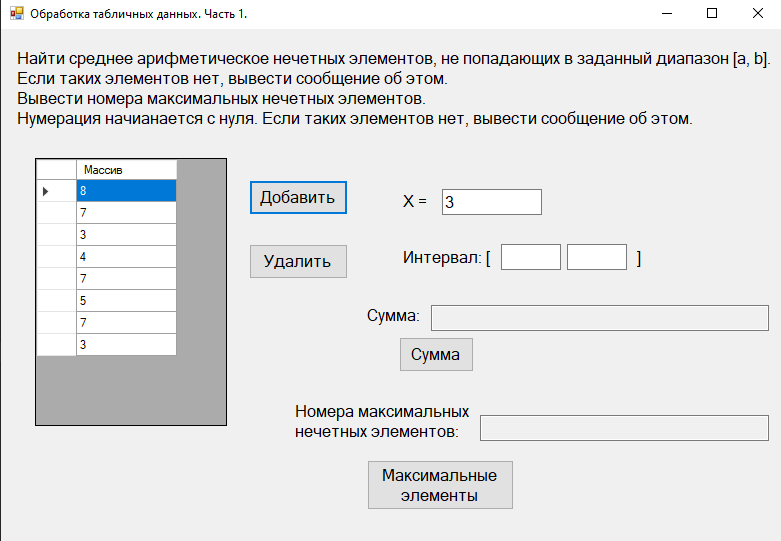 Обработка табличных данных. Часть 1.
Найти среднее арифметическое нечетных элементов, не попадающих в заданный диапазон [a, b].
Если таких элементов нет, вывести сообщение об этом.
Вывести номера максимальных нечетных элементов.
Нумерация начианается с нуля. Если таких элементов нет, вывести сообщение об этом.
Массив
8
7
3
4
7
5
7
3
Добавить
X = 3
Удалить
Интервал: [ ]
Сумма:
Сумма
Номера максимальных
нечетных элементов:
Максимальные
элементы